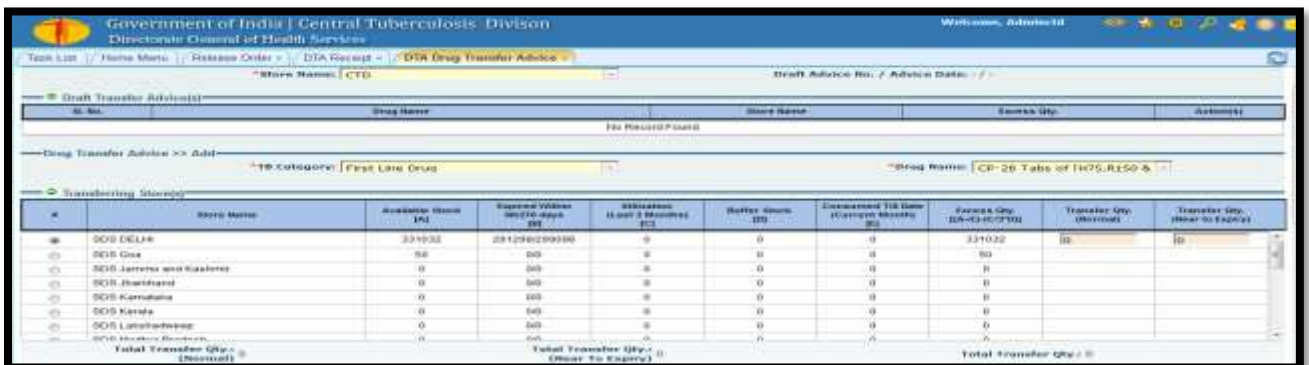 Government of India | Central Tuberculosis Divison
Directorate General of Health Services
Welcome, Adminctd
Task List Home Menu Release Order DTA Receipt DTA Drug Transfer Advice
*Store Name: CTD Draft Advice No. / Advice Date: - / -
Draft Transfer Advice(s)
Sl. No. Drug Name Store Name Excess Qty. Action(s)
No Record Found
Drug Transfer Advice >> Add
*TB Category: First Line Drug *Drug Name: CP-28 Tabs of
Transferring Store(s)
# Store Name Available Stock [A] Expired Within days [B] Utilization (Last 3 Months) [C] Buffer Stock [D] Consumed Till Date (Current Month) [E] Excess Qty. Transfer Qty. (Normal) Transfer Qty. (Near to Expiry)
SDS DELHI 331032 0 0 0 331032
SDS Goa 50 0/0 0 0 0 50
SDS Jammu and Kashmir 0 0/0 0 0 0 0
SDS Jharkhand 0 0/0 0 0 0 0
SDS Karnataka 0 0/0 0 0 0 0
SDS Kerala 0 0/0 0 0 0 0
SDS Lakshadweep 0 0/0 0 0 0 0
SDS Madhya Pradesh
Total Transfer Qty.: (Normal) 0 Total Transfer Qty.: (Near To Expiry) 0 Total Transfer Qty.: 0